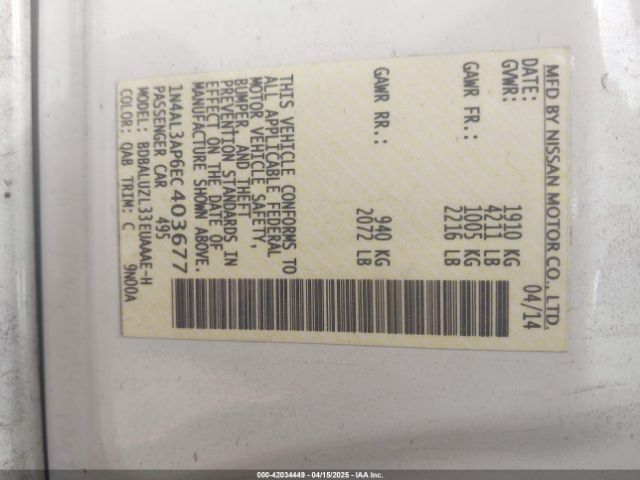 MFD BY NISSAN MOTOR CO., LTD.
DATE: 04/14
GVWR: 1910 KG
4211 LB
GAWR FR.: 1005 KG
2216 LB
GAWR RR.: 940 KG
2072 LB
THIS VEHICLE CONFORMS TO
ALL APPLICABLE FEDERAL
MOTOR VEHICLE SAFETY,
BUMPER, AND THEFT
PREVENTION STANDARDS IN
EFFECT ON THE DATE OF
MANUFACTURE SHOWN ABOVE.
1N4AL3AP6EC403677
PASSENGER CAR 495
MODEL: BDBALUZL33EUAAAE-H
COLOR: QAB TRIM: C 9N00A
000-42034449 - 04/15/2025 - IAA Inc.